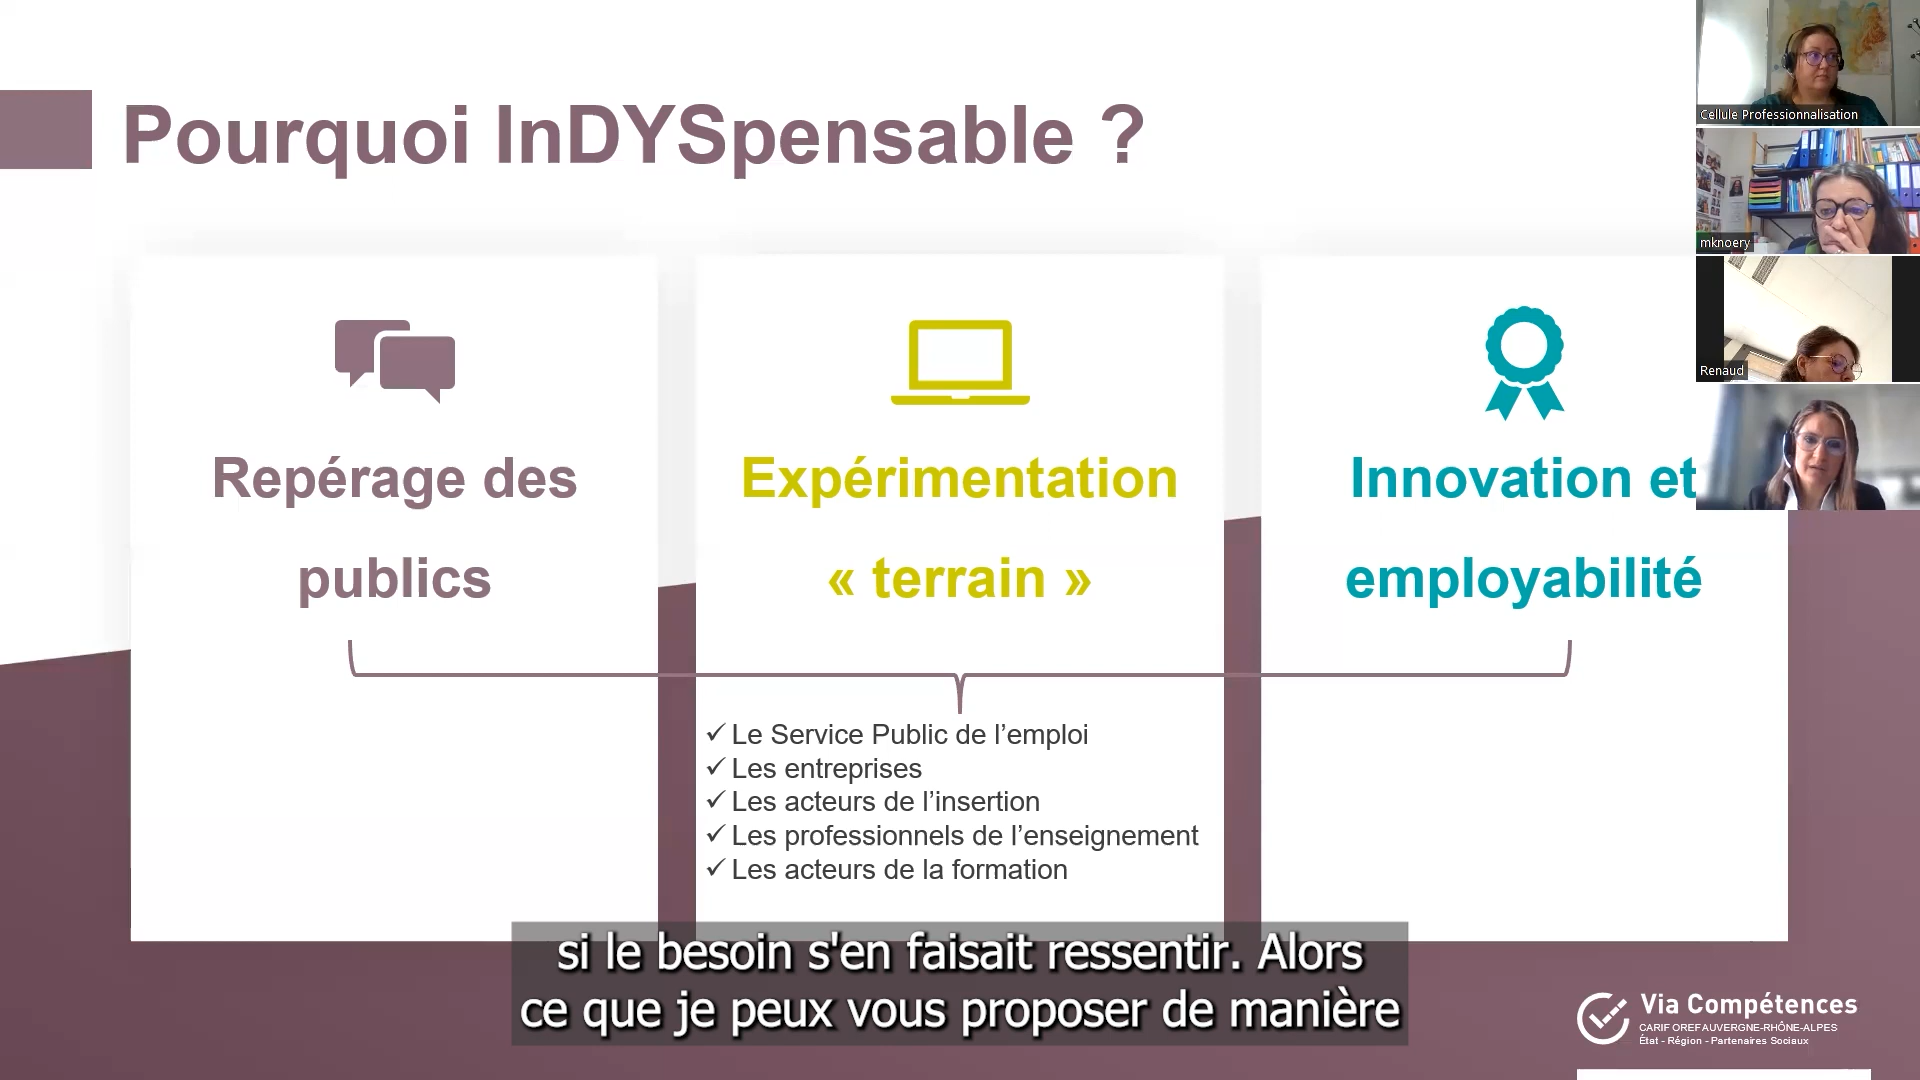 Pourquoi InDYSpensable ?
Cellule Professionnalisation
mknoery
Renaud
Repérage des
publics
Expérimentation
« terrain »
Innovation et
employabilité
Le Service Public de l’emploi
Les entreprises
Les acteurs de l’insertion
Les professionnels de l’enseignement
Les acteurs de la formation
si le besoin s'en faisait ressentir. Alors
ce que je peux vous proposer de manière
Via Compétences
CARIF OREF AUVERGNE-RHÔNE-ALPES
État - Région - Partenaires Sociaux